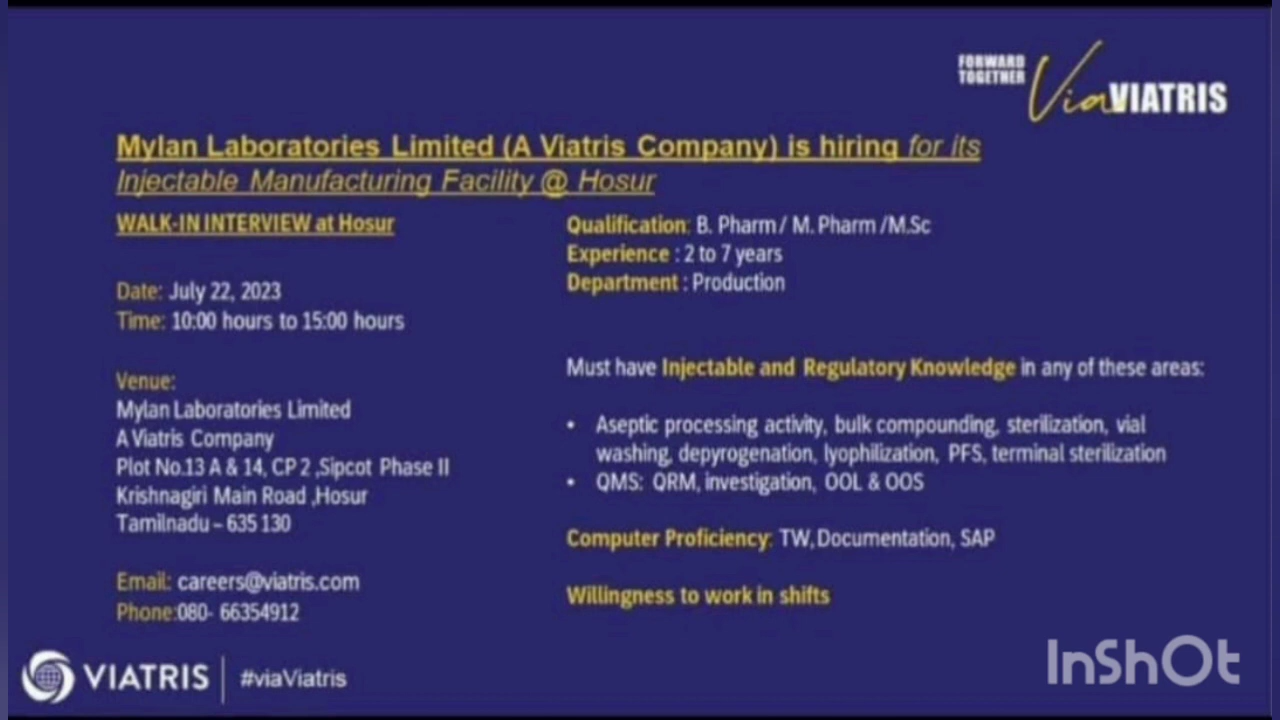 FORWARD
TOGETHER
Via VIATRIS
Mylan Laboratories Limited (A Viatris Company) is hiring for its
Injectable Manufacturing Facility @ Hosur
WALK-IN INTERVIEW at Hosur
Date: July 22, 2023
Time: 10:00 hours to 15:00 hours
Venue:
Mylan Laboratories Limited
A Viatris Company
Plot No.13 A & 14, CP 2 ,Sipcot Phase II
Krishnagiri Main Road ,Hosur
Tamilnadu – 635 130
Email: careers@viatris.com
Phone:080- 66354912
Qualification: B. Pharm / M. Pharm /M.Sc
Experience : 2 to 7 years
Department : Production
Must have Injectable and Regulatory Knowledge in any of these areas:
• Aseptic processing activity, bulk compounding, sterilization, vial
washing, depyrogenation, lyophilization, PFS, terminal sterilization
• QMS: QRM, investigation, OOL & OOS
Computer Proficiency: TW, Documentation, SAP
Willingness to work in shifts
VIATRIS
#viaViatris
InShOt